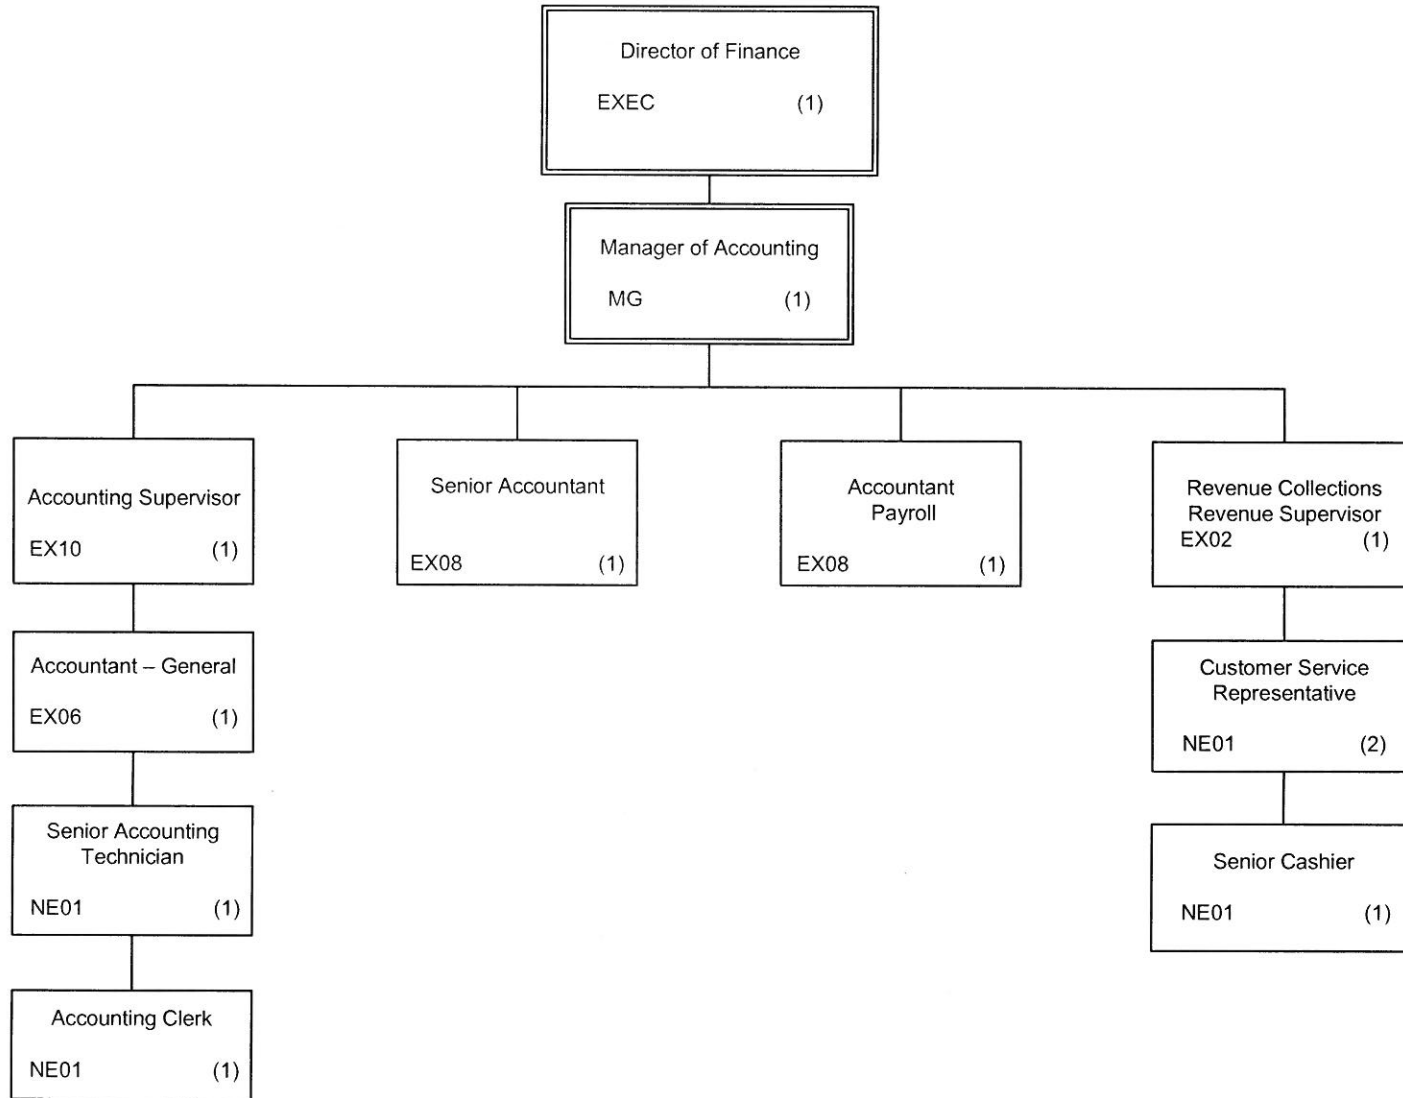 Director of Finance
EXEC (1)
Manager of Accounting
MG (1)
Accounting Supervisor
EX10 (1)
Senior Accountant
EX08 (1)
Accountant
Payroll
EX08 (1)
Revenue Collections
Revenue Supervisor
EX02 (1)
Accountant – General
EX06 (1)
Customer Service
Representative
NE01 (2)
Senior Accounting
Technician
NE01 (1)
Senior Cashier
NE01 (1)
Accounting Clerk
NE01 (1)